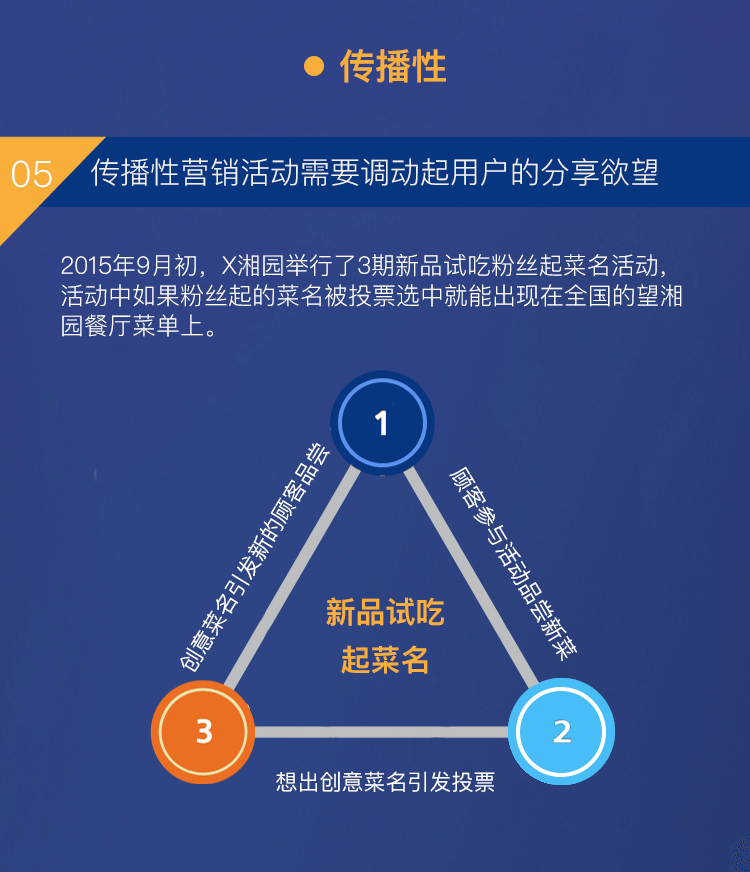 传播性
05 传播性营销活动需要调动起用户的分享欲望
2015年9月初，X湘园举行了3期新品试吃粉丝起菜名活动，
活动中如果粉丝起的菜名被投票选中就能出现在全国的望湘
园餐厅菜单上。
1
创意菜名引发新的顾客品尝
顾客参与活动品尝新菜
新品试吃
起菜名
3
2
想出创意菜名引发投票